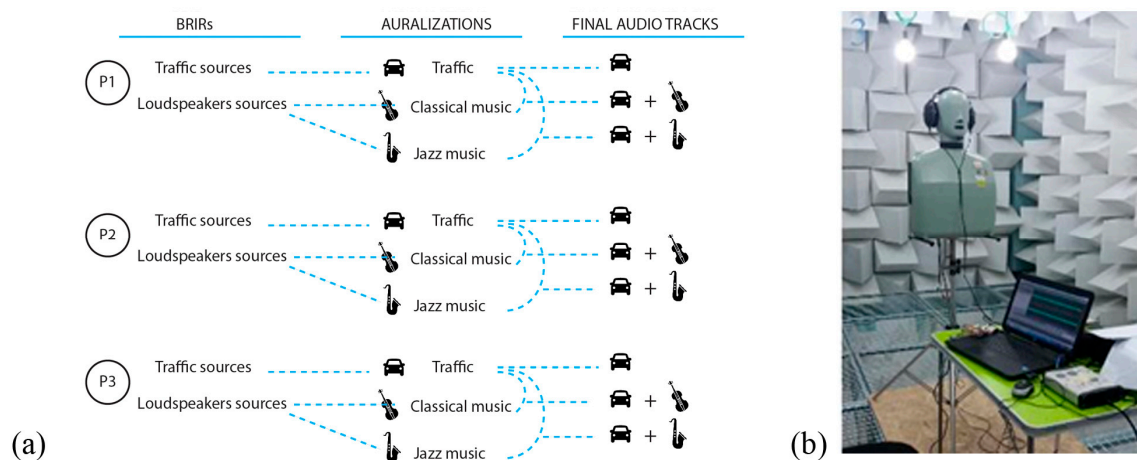 BRIRs AURALIZATIONS FINAL AUDIO TRACKS
P1
Traffic sources Traffic
Loudspeakers sources Classical music +
Jazz music +
P2
Traffic sources Traffic
Loudspeakers sources Classical music +
Jazz music +
P3
Traffic sources Traffic
Loudspeakers sources Classical music +
Jazz music +
(a)
3
(b)